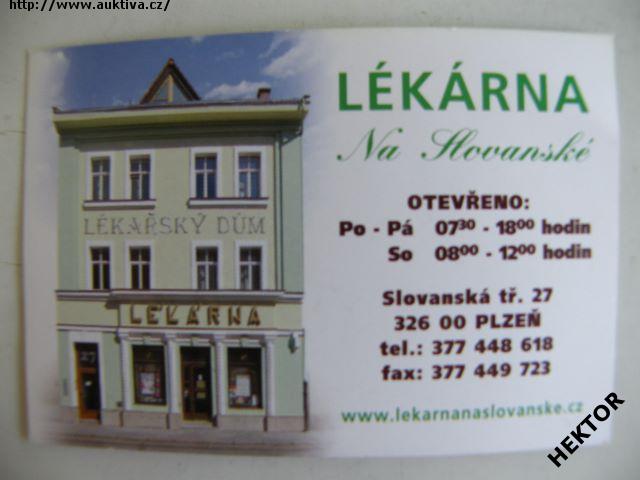 http://www.auktiva.cz/
LÉKÁRNA
Na Slovanské
OTEVŘENO:
Po - Pá 07³⁰ - 18⁰⁰ hodin
So 08⁰⁰ - 12⁰⁰ hodin
Slovanská tř. 27
326 00 PLZEŇ
tel.: 377 448 618
fax: 377 449 723
www.lekarnanaslovanske.cz
LÉKAŘSKÝ DŮM
LÉKÁRNA
27
HEKTOR